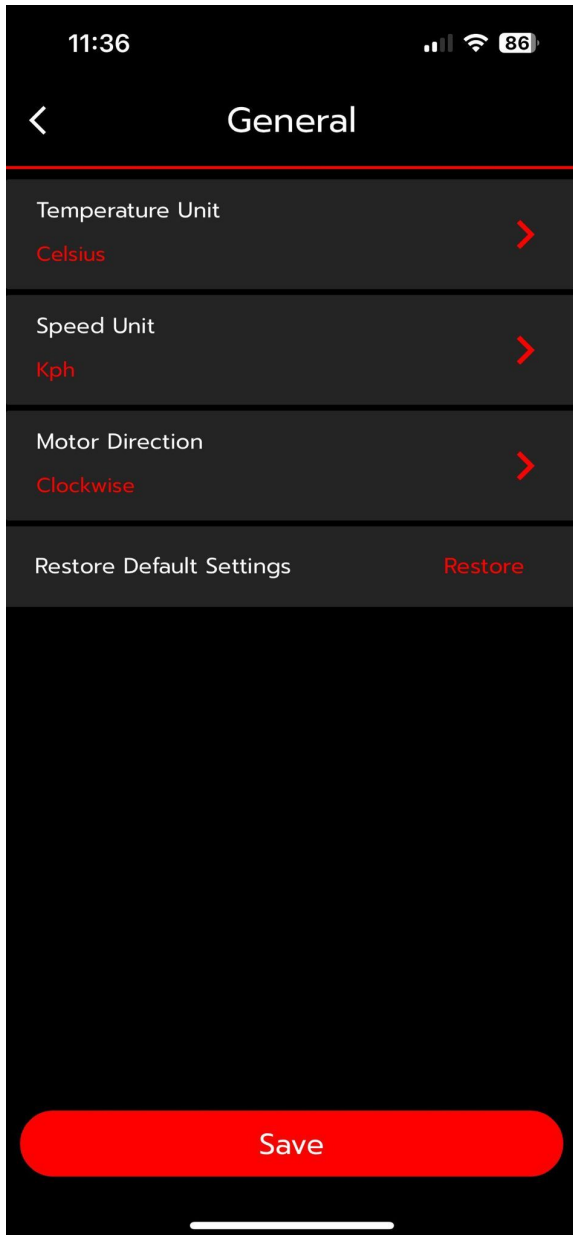 11:36
86
General
Temperature Unit
Celsius
Speed Unit
Kph
Motor Direction
Clockwise
Restore Default Settings Restore
Save